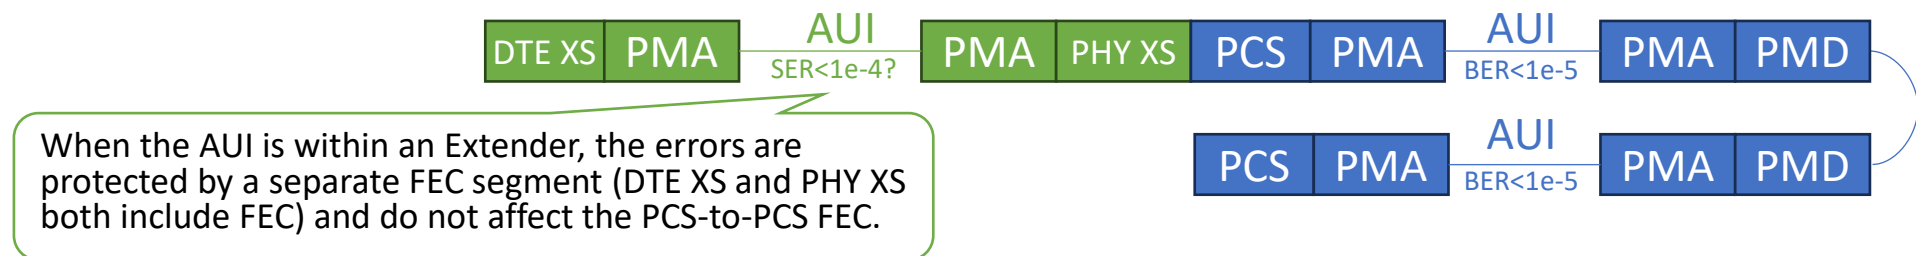 DTE XS PMA AUI PMA PHY XS PCS PMA AUI PMA PMD
SER<1e-4? BER<1e-5
When the AUI is within an Extender, the errors are
protected by a separate FEC segment (DTE XS and PHY XS
both include FEC) and do not affect the PCS-to-PCS FEC.
PCS PMA AUI PMA PMD
BER<1e-5